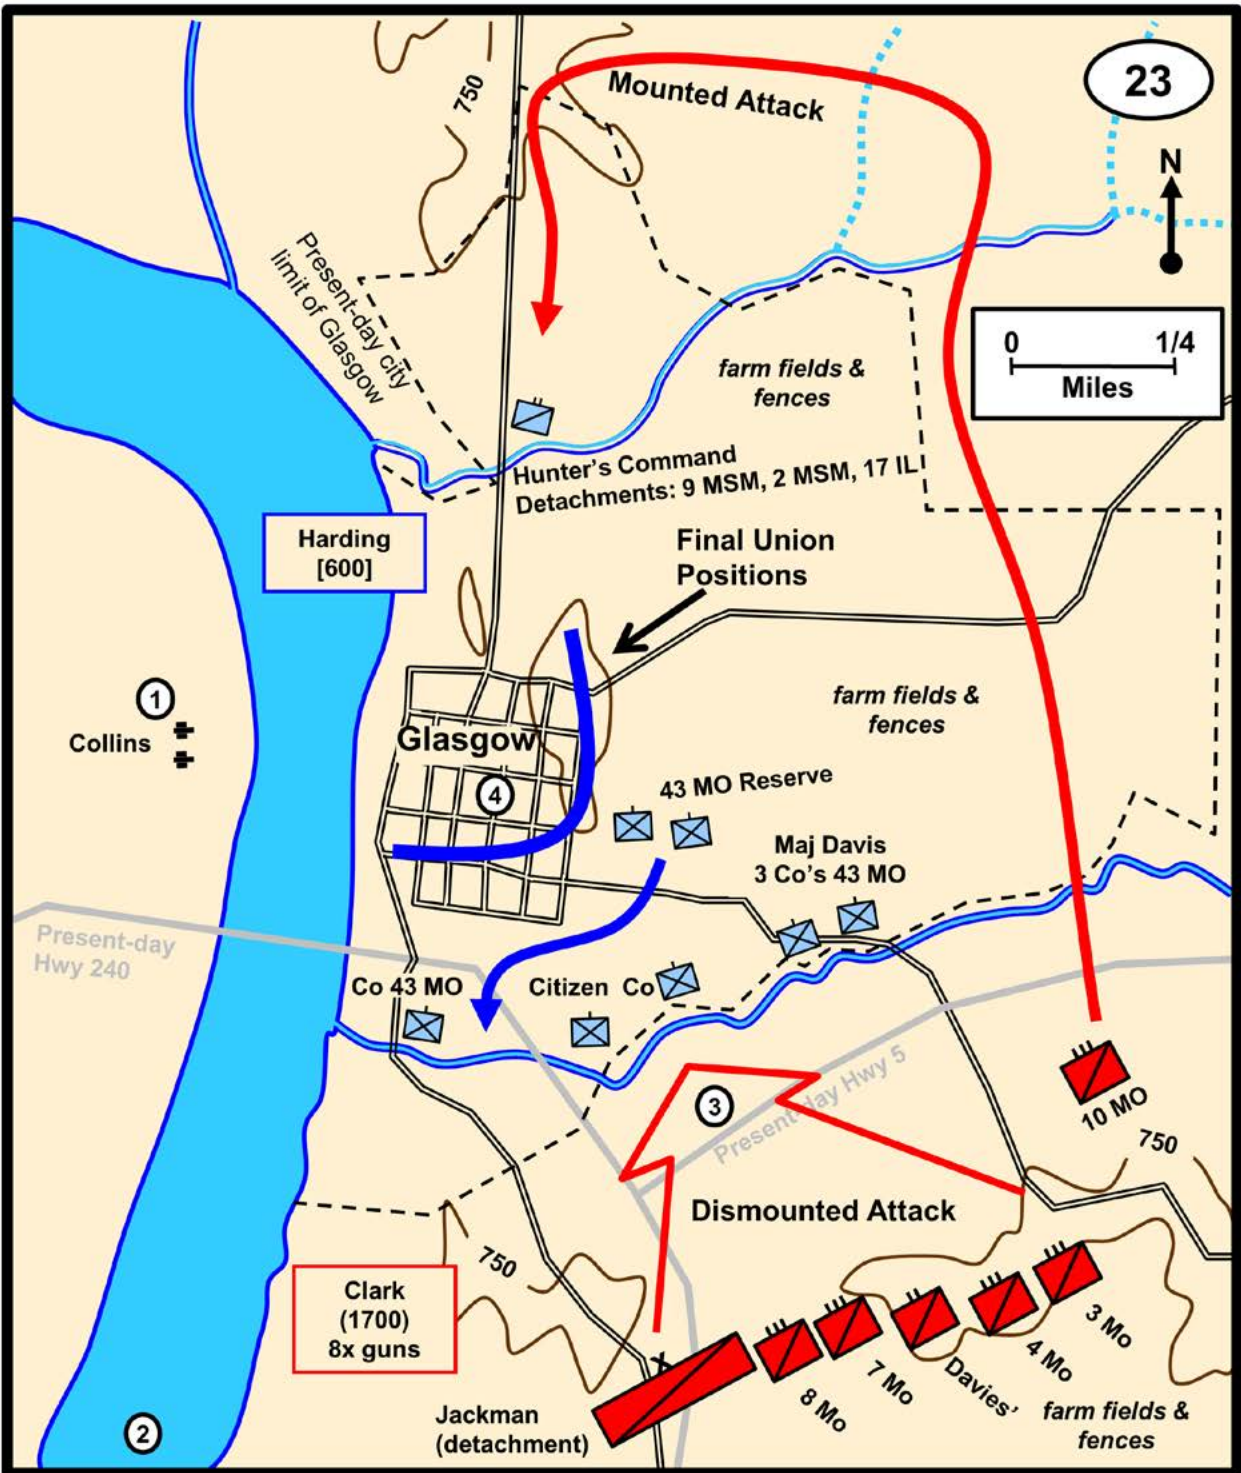 23
750
Mounted Attack
N
Present-day city
limit of Glasgow
0 1/4
Miles
farm fields &
fences
Hunter's Command
Detachments: 9 MSM, 2 MSM, 17 IL
Harding
[600]
Final Union
Positions
1
Collins
farm fields &
fences
Glasgow
4
43 MO Reserve
Maj Davis
3 Co's 43 MO
Present-day
Hwy 240
Co 43 MO
Citizen Co
3
Present-day Hwy 5
10 MO
750
Dismounted Attack
750
Clark
(1700)
8x guns
X
3 Mo
4 Mo
Davies'
7 Mo
8 Mo
Jackman
(detachment)
farm fields &
fences
2